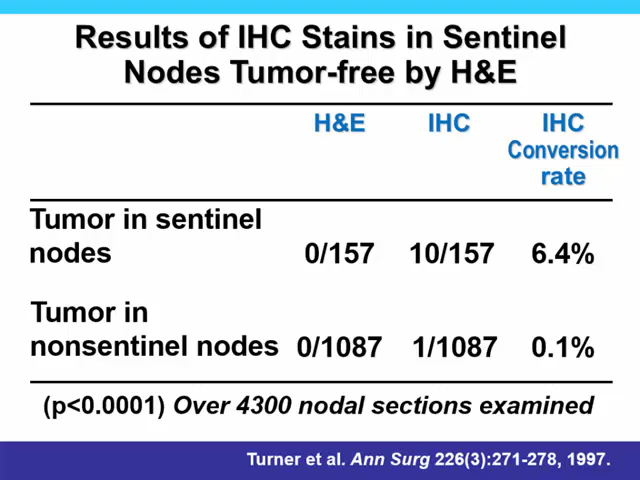 Results of IHC Stains in Sentinel
Nodes Tumor-free by H&E
H&E IHC IHC
Conversion
rate
Tumor in sentinel
nodes 0/157 10/157 6.4%
Tumor in
nonsentinel nodes 0/1087 1/1087 0.1%
(p<0.0001) Over 4300 nodal sections examined
Turner et al. Ann Surg 226(3):271-278, 1997.